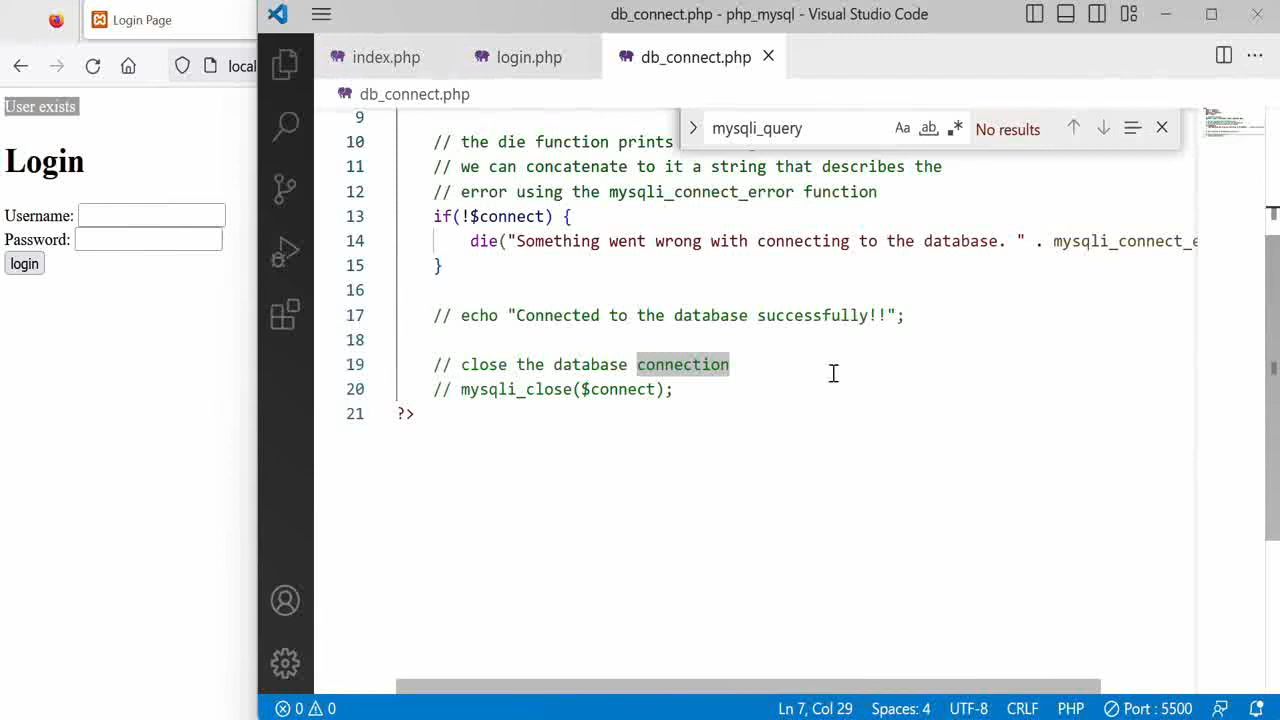 Login Page
local
User exists
Login
Username:
Password:
login
db_connect.php - php_mysql - Visual Studio Code
index.php
login.php
db_connect.php
db_connect.php
mysqli_query
Aa
ab
No results
9
10 // the die function prints
11 // we can concatenate to it a string that describes the
12 // error using the mysqli_connect_error function
13 if(!$connect) {
14 die("Something went wrong with connecting to the database. " . mysqli_connect_e
15 }
16
17 // echo "Connected to the database successfully!!";
18
19 // close the database connection
20 // mysqli_close($connect);
21 ?>
0 0
Ln 7, Col 29
Spaces: 4
UTF-8
CRLF
PHP
Port : 5500